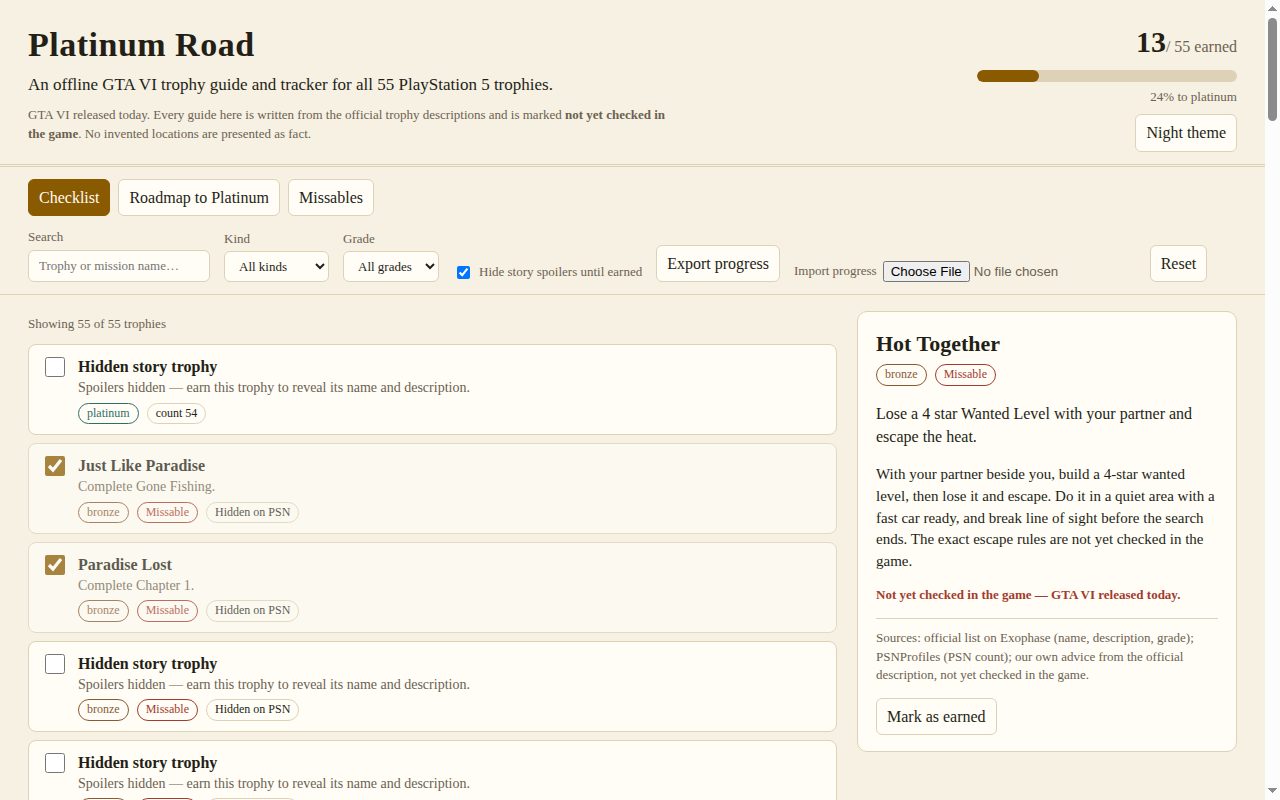 Platinum Road
An offline GTA VI trophy guide and tracker for all 55 PlayStation 5 trophies.
GTA VI released today. Every guide here is written from the official trophy descriptions and is marked not yet checked in
the game. No invented locations are presented as fact.
13/ 55 earned
24% to platinum
Night theme
Checklist
Roadmap to Platinum
Missables
Search
Trophy or mission name…
Kind
All kinds
Grade
All grades
Hide story spoilers until earned
Export progress
Import progress
Choose File
No file chosen
Reset
Showing 55 of 55 trophies
Hidden story trophy
Spoilers hidden — earn this trophy to reveal its name and description.
platinum
count 54
Just Like Paradise
Complete Gone Fishing.
bronze
Missable
Hidden on PSN
Paradise Lost
Complete Chapter 1.
bronze
Missable
Hidden on PSN
Hidden story trophy
Spoilers hidden — earn this trophy to reveal its name and description.
bronze
Missable
Hidden on PSN
Hidden story trophy
Spoilers hidden — earn this trophy to reveal its name and description.
Hot Together
bronze
Missable
Lose a 4 star Wanted Level with your partner and
escape the heat.
With your partner beside you, build a 4-star wanted
level, then lose it and escape. Do it in a quiet area with a
fast car ready, and break line of sight before the search
ends. The exact escape rules are not yet checked in the
game.
Not yet checked in the game — GTA VI released today.
Sources: official list on Exophase (name, description, grade);
PSNProfiles (PSN count); our own advice from the official
description, not yet checked in the game.
Mark as earned